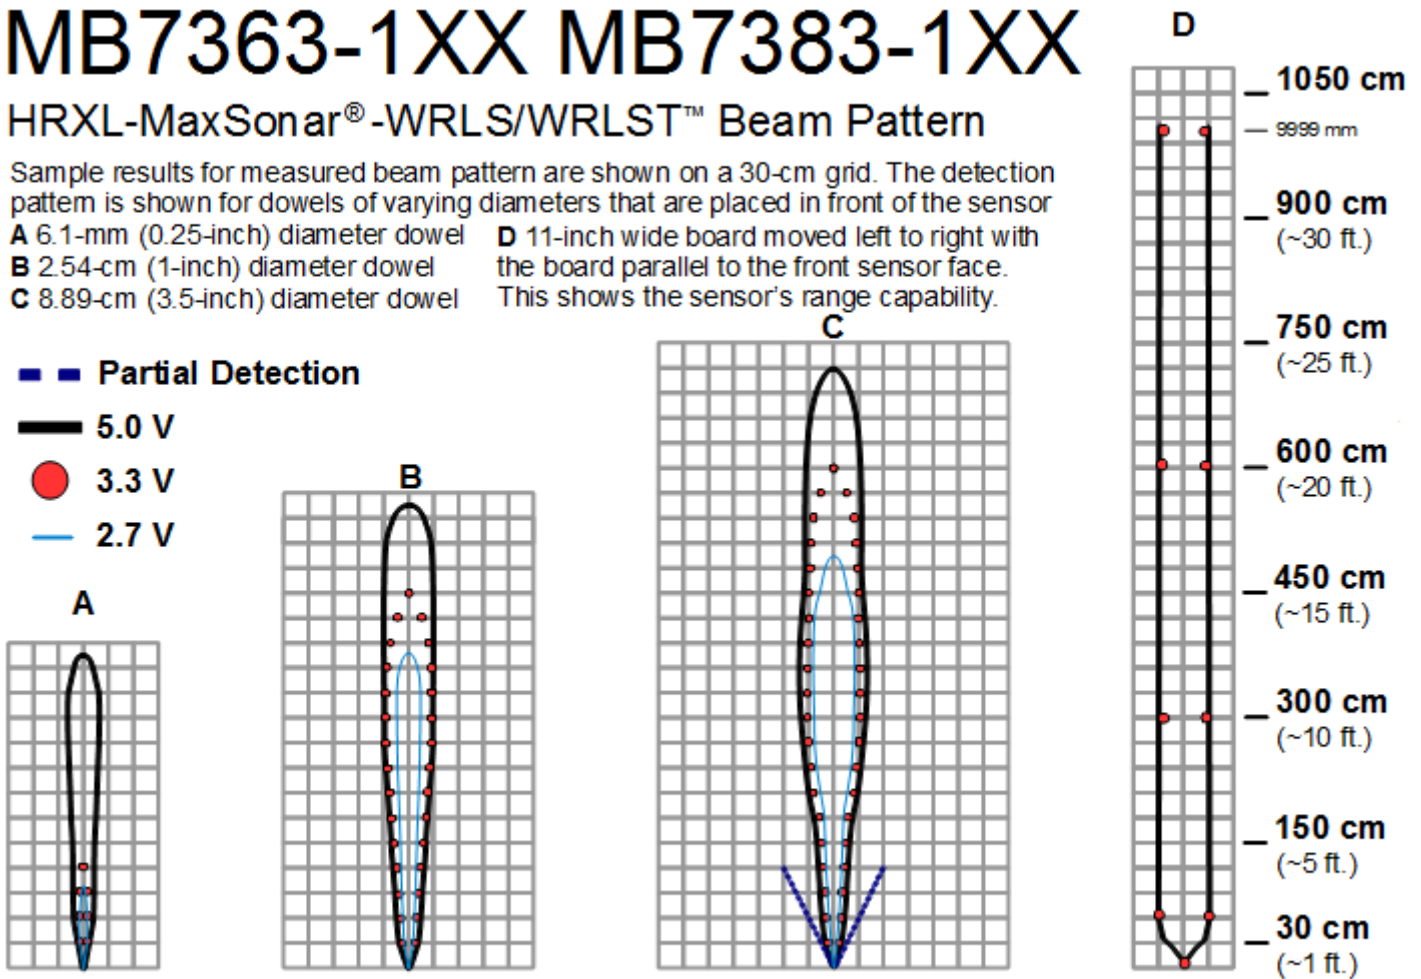 MB7363-1XX MB7383-1XX
HRXL-MaxSonar®-WRLS/WRLST™ Beam Pattern
Sample results for measured beam pattern are shown on a 30-cm grid. The detection
pattern is shown for dowels of varying diameters that are placed in front of the sensor
A 6.1-mm (0.25-inch) diameter dowel
B 2.54-cm (1-inch) diameter dowel
C 8.89-cm (3.5-inch) diameter dowel
D 11-inch wide board moved left to right with
the board parallel to the front sensor face.
This shows the sensor's range capability.
Partial Detection
5.0 V
3.3 V
2.7 V
A
B
C
D
1050 cm
9999 mm
900 cm
(~30 ft.)
750 cm
(~25 ft.)
600 cm
(~20 ft.)
450 cm
(~15 ft.)
300 cm
(~10 ft.)
150 cm
(~5 ft.)
30 cm
(~1 ft.)